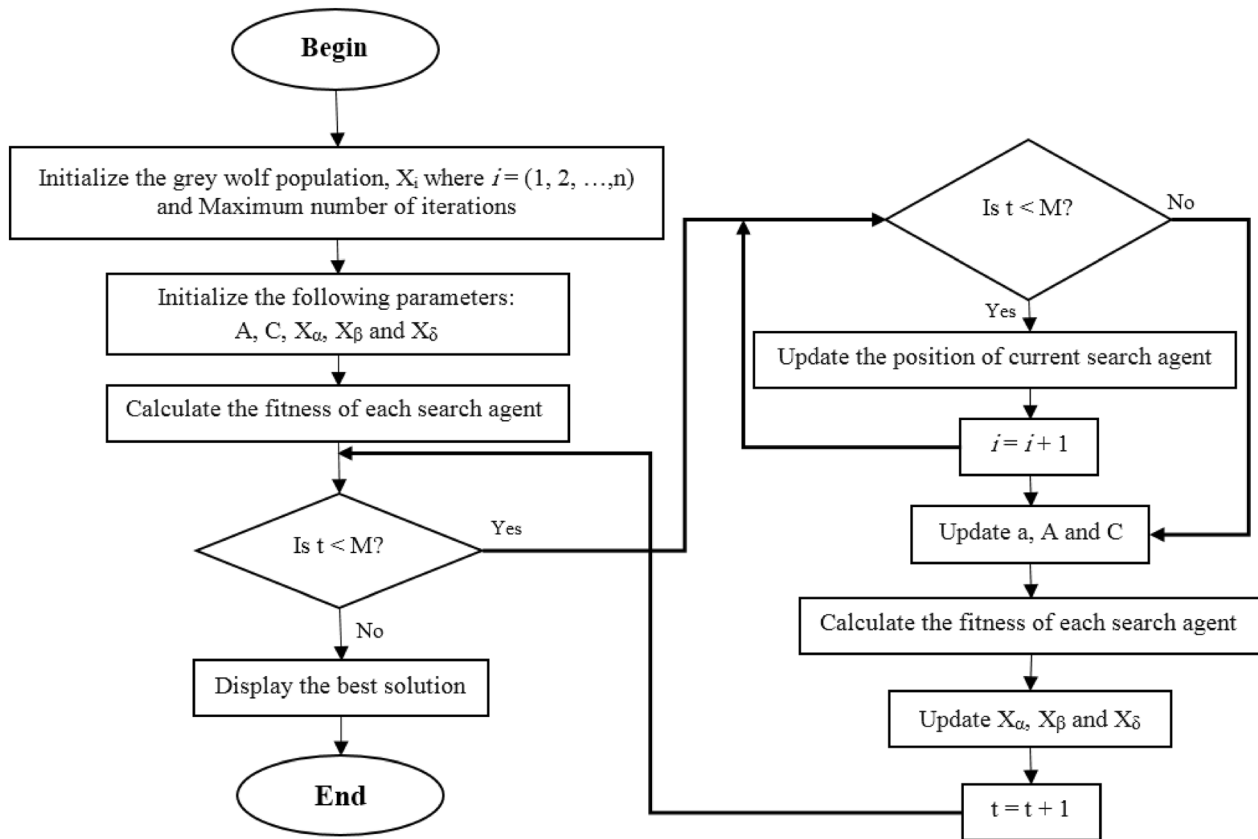 Begin
Initialize the grey wolf population, Xᵢ where i = (1, 2, …,n)
and Maximum number of iterations
Initialize the following parameters:
A, C, Xα, Xβ and Xδ
Calculate the fitness of each search agent
Is t < M?
Yes
No
Display the best solution
End
Is t < M?
No
Yes
Update the position of current search agent
i = i + 1
Update a, A and C
Calculate the fitness of each search agent
Update Xα, Xβ and Xδ
t = t + 1